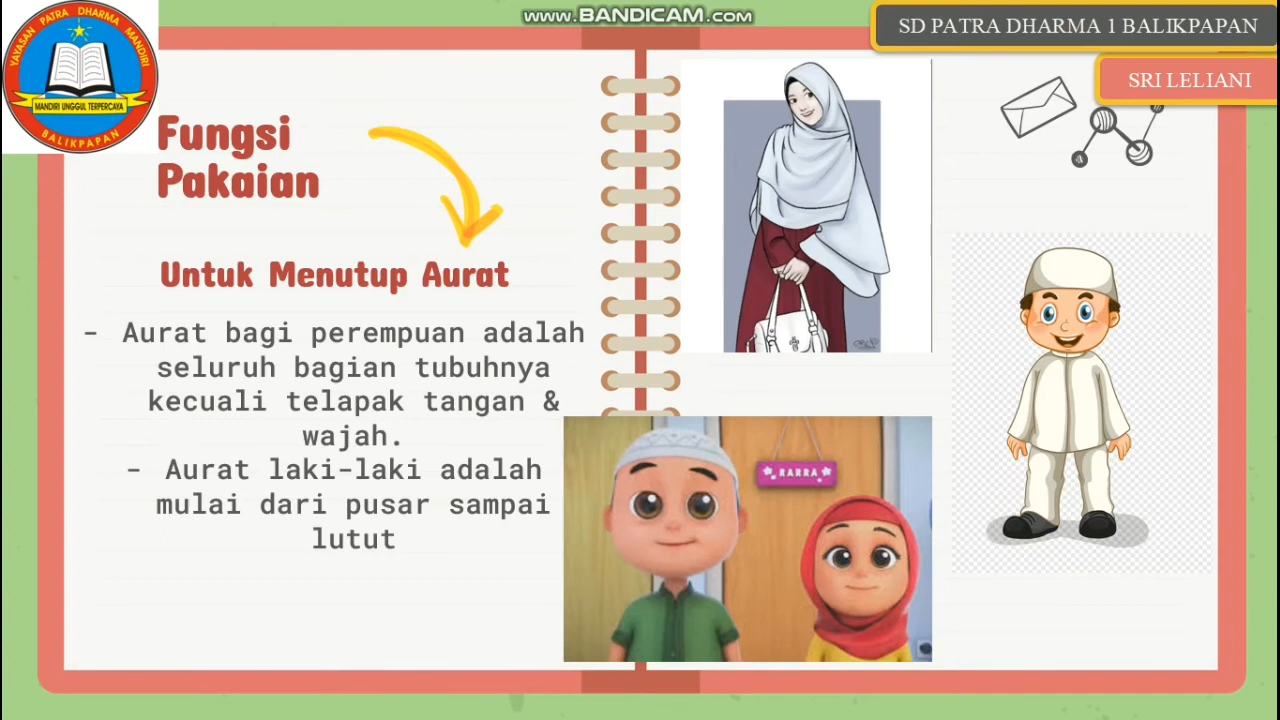 www.BANDICAM.com
SD PATRA DHARMA 1 BALIKPAPAN
SRI LELIANI
YAYASAN PATRA DHARMA MANDIRI
MANDIRI UNGGUL TERPERCAYA
BALIKPAPAN
Fungsi
Pakaian
Untuk Menutup Aurat
- Aurat bagi perempuan adalah
seluruh bagian tubuhnya
kecuali telapak tangan &
wajah.
- Aurat laki-laki adalah
mulai dari pusar sampai
lutut
RARRA